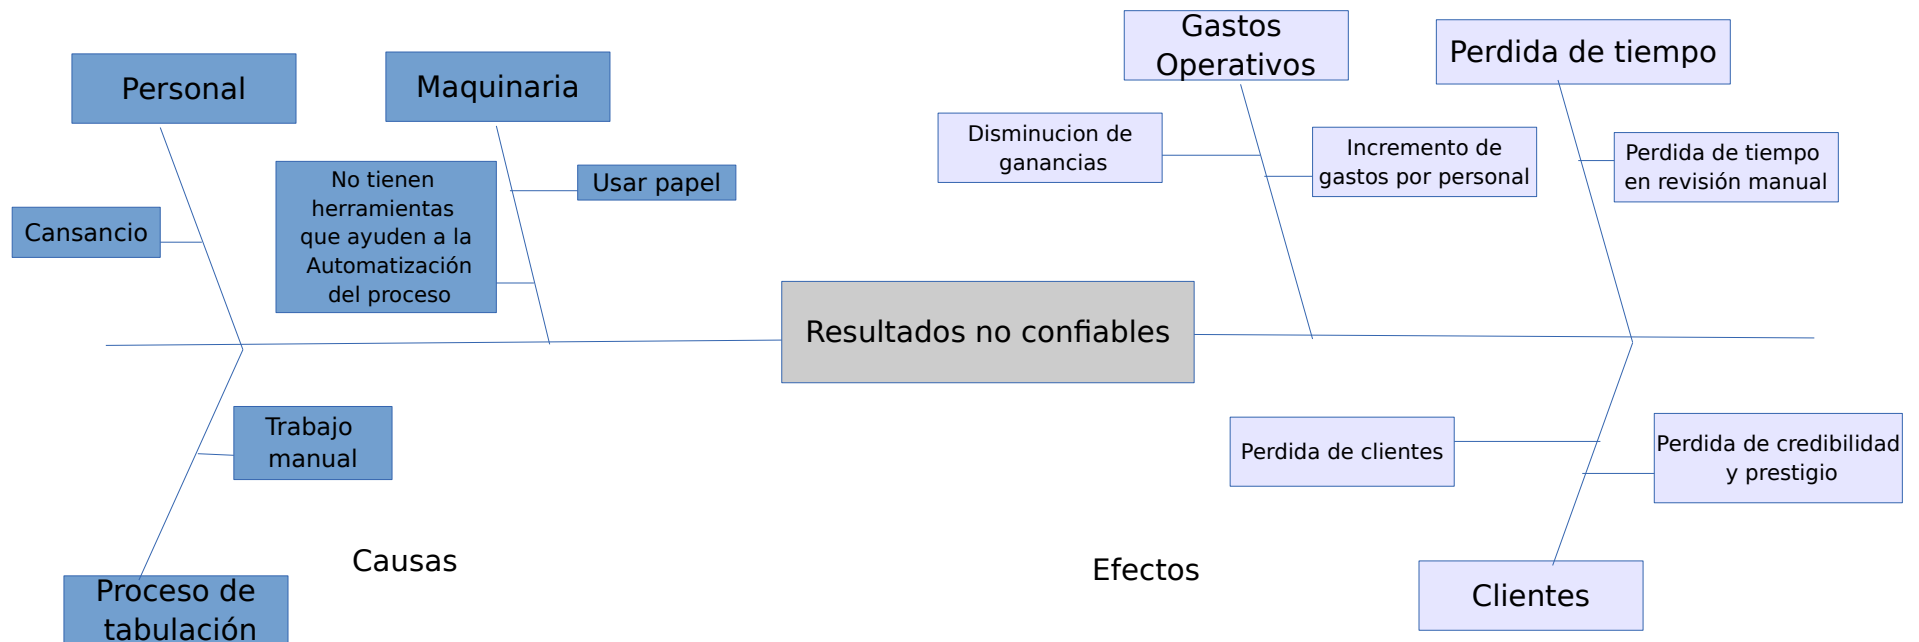 Personal
Maquinaria
Gastos
Operativos
Perdida de tiempo
Cansancio
No tienen
herramientas
que ayuden a la
Automatización
del proceso
Usar papel
Disminucion de
ganancias
Incremento de
gastos por personal
Perdida de tiempo
en revisión manual
Resultados no confiables
Trabajo
manual
Perdida de clientes
Perdida de credibilidad
y prestigio
Causas
Efectos
Proceso de
tabulación
Clientes